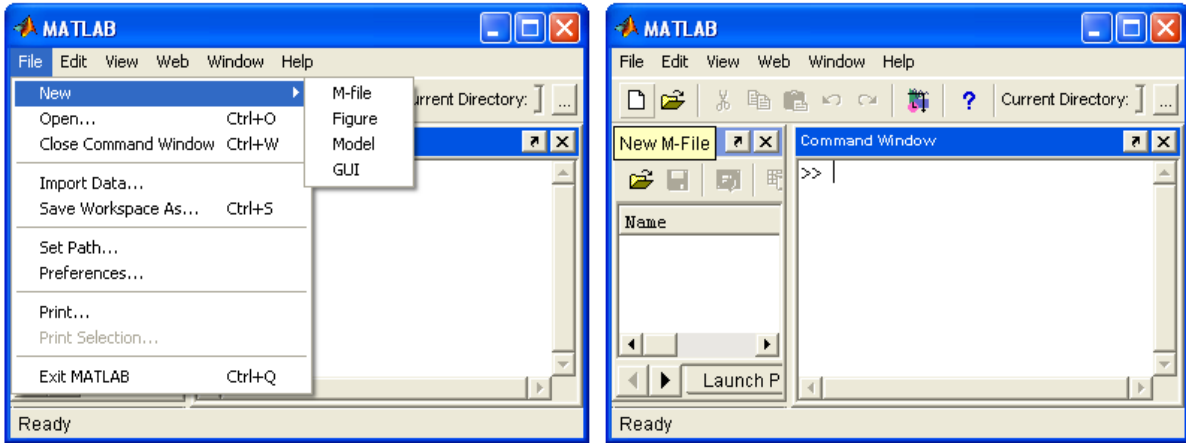 MATLAB
File Edit View Web Window Help
New
Open... Ctrl+O
Close Command Window Ctrl+W
Import Data...
Save Workspace As... Ctrl+S
Set Path...
Preferences...
Print...
Print Selection...
Exit MATLAB Ctrl+Q
M-file
Figure
Model
GUI
urrent Directory: ...
Ready
MATLAB
File Edit View Web Window Help
? Current Directory: ...
New M-File
Command Window
>>
Name
Launch P
Ready